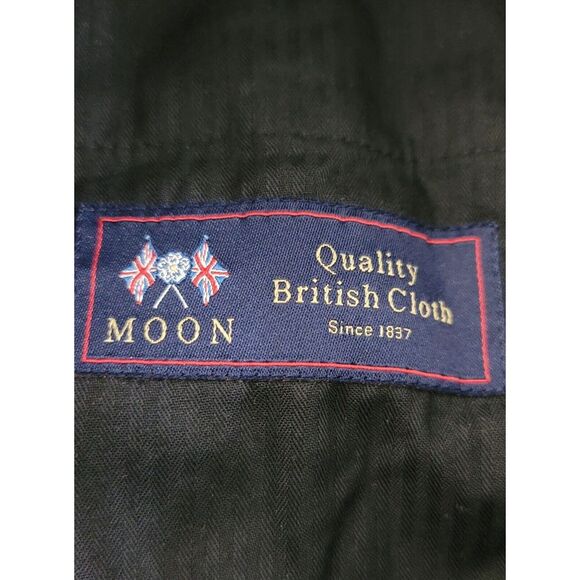 MOON
Quality
British Cloth
Since 1837